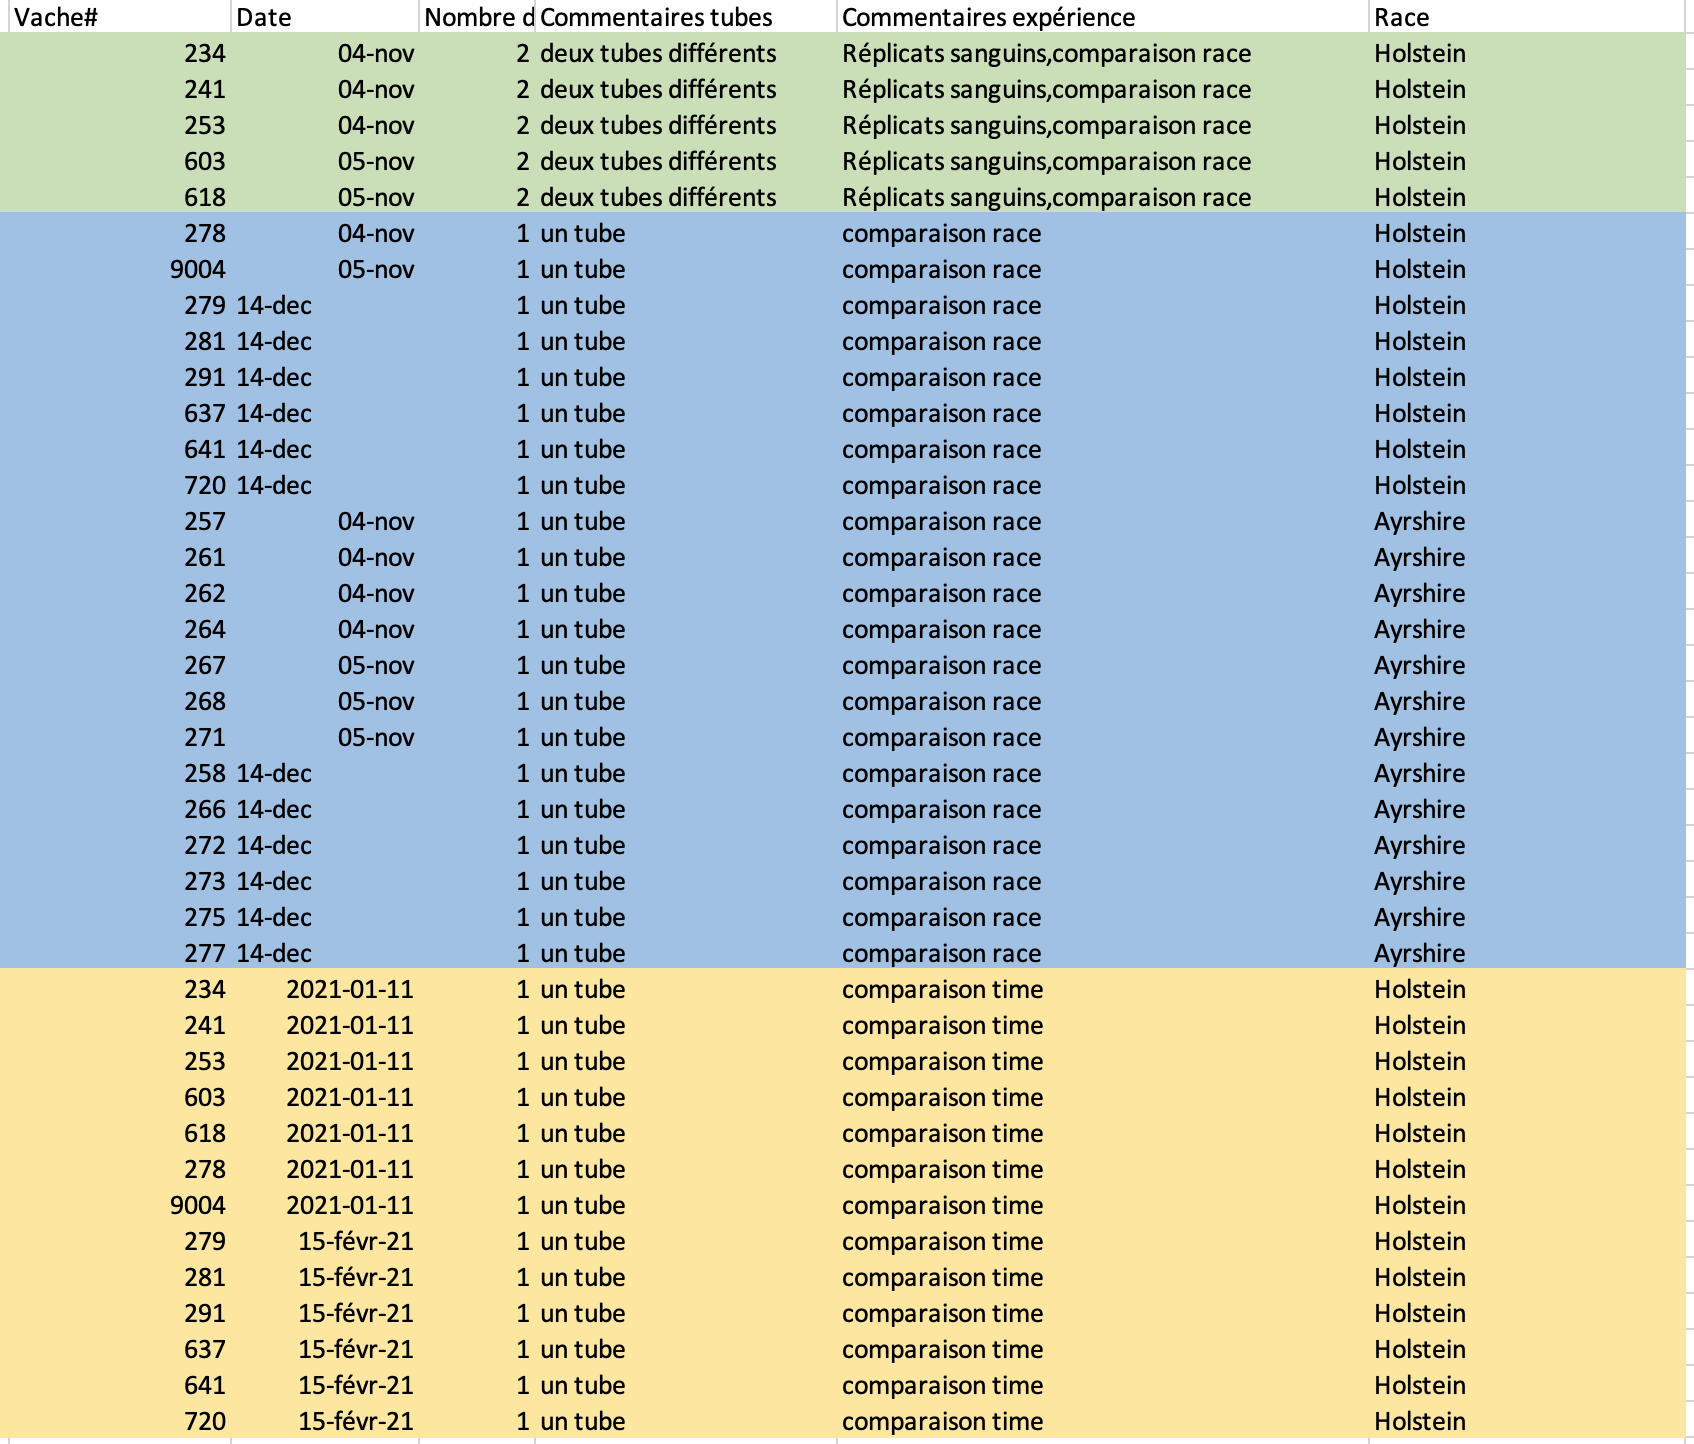 Vache# Date Nombre d Commentaires tubes Commentaires expérience Race
234 04-nov 2 deux tubes différents Réplicats sanguins,comparaison race Holstein
241 04-nov 2 deux tubes différents Réplicats sanguins,comparaison race Holstein
253 04-nov 2 deux tubes différents Réplicats sanguins,comparaison race Holstein
603 05-nov 2 deux tubes différents Réplicats sanguins,comparaison race Holstein
618 05-nov 2 deux tubes différents Réplicats sanguins,comparaison race Holstein
278 04-nov 1 un tube comparaison race Holstein
9004 05-nov 1 un tube comparaison race Holstein
279 14-dec 1 un tube comparaison race Holstein
281 14-dec 1 un tube comparaison race Holstein
291 14-dec 1 un tube comparaison race Holstein
637 14-dec 1 un tube comparaison race Holstein
641 14-dec 1 un tube comparaison race Holstein
720 14-dec 1 un tube comparaison race Holstein
257 04-nov 1 un tube comparaison race Ayrshire
261 04-nov 1 un tube comparaison race Ayrshire
262 04-nov 1 un tube comparaison race Ayrshire
264 04-nov 1 un tube comparaison race Ayrshire
267 05-nov 1 un tube comparaison race Ayrshire
268 05-nov 1 un tube comparaison race Ayrshire
271 05-nov 1 un tube comparaison race Ayrshire
258 14-dec 1 un tube comparaison race Ayrshire
266 14-dec 1 un tube comparaison race Ayrshire
272 14-dec 1 un tube comparaison race Ayrshire
273 14-dec 1 un tube comparaison race Ayrshire
275 14-dec 1 un tube comparaison race Ayrshire
277 14-dec 1 un tube comparaison race Ayrshire
234 2021-01-11 1 un tube comparaison time Holstein
241 2021-01-11 1 un tube comparaison time Holstein
253 2021-01-11 1 un tube comparaison time Holstein
603 2021-01-11 1 un tube comparaison time Holstein
618 2021-01-11 1 un tube comparaison time Holstein
278 2021-01-11 1 un tube comparaison time Holstein
9004 2021-01-11 1 un tube comparaison time Holstein
279 15-févr-21 1 un tube comparaison time Holstein
281 15-févr-21 1 un tube comparaison time Holstein
291 15-févr-21 1 un tube comparaison time Holstein
637 15-févr-21 1 un tube comparaison time Holstein
641 15-févr-21 1 un tube comparaison time Holstein
720 15-févr-21 1 un tube comparaison time Holstein